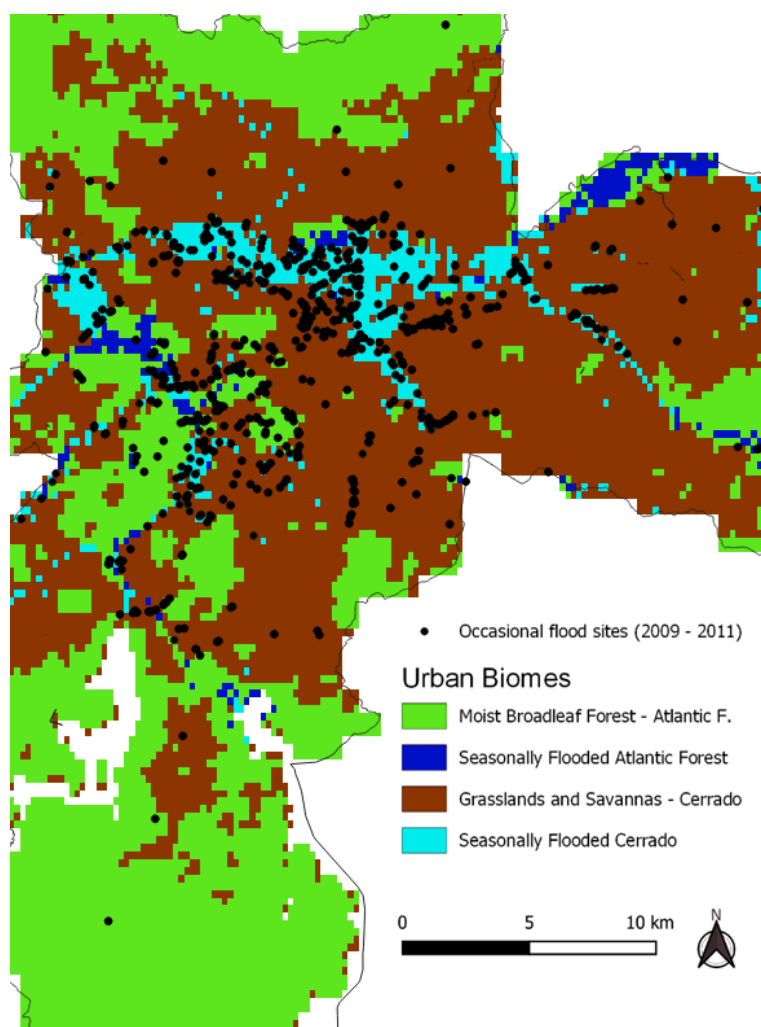 Occasional flood sites (2009 - 2011)
Urban Biomes
Moist Broadleaf Forest - Atlantic F.
Seasonally Flooded Atlantic Forest
Grasslands and Savannas - Cerrado
Seasonally Flooded Cerrado
0 5 10 km
N